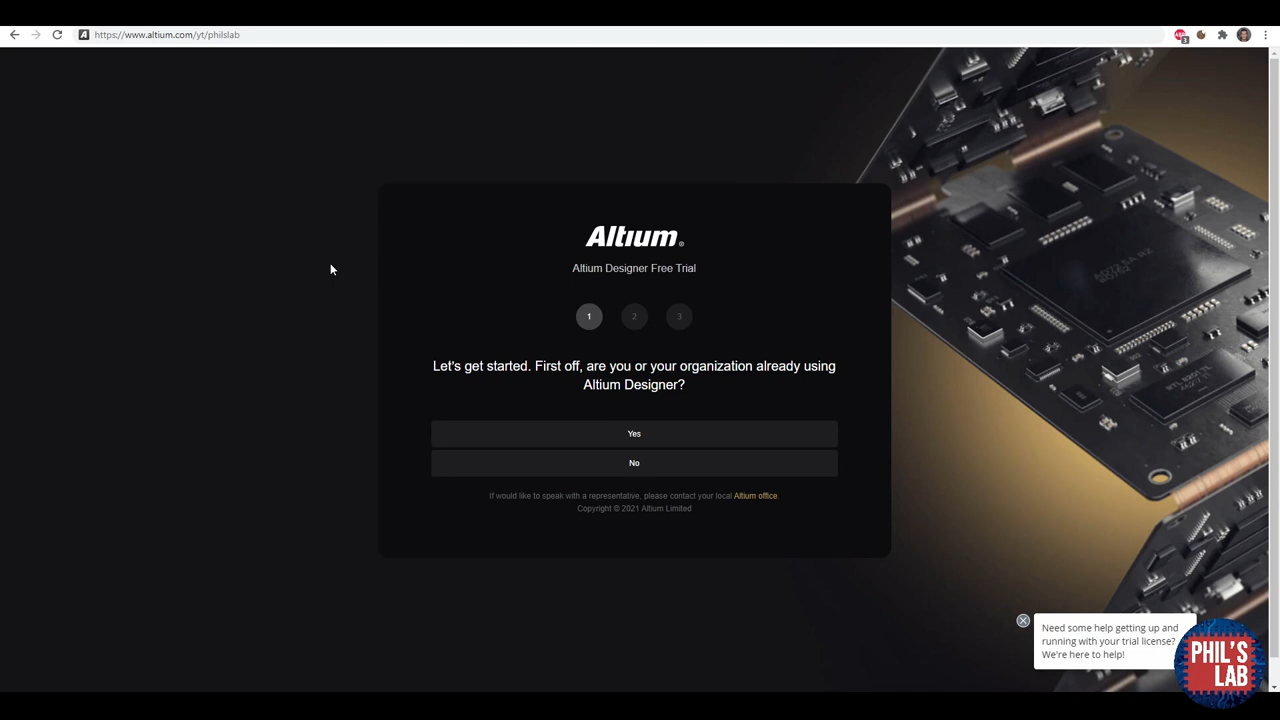 https://www.altium.com/yt/philslab
3
Altium
Altium Designer Free Trial
1 2 3
Let's get started. First off, are you or your organization already using
Altium Designer?
Yes
No
If would like to speak with a representative, please contact your local Altium office.
Copyright © 2021 Altium Limited
Need some help getting up and
running with your trial license?
We're here to help!
PHIL'S
LAB